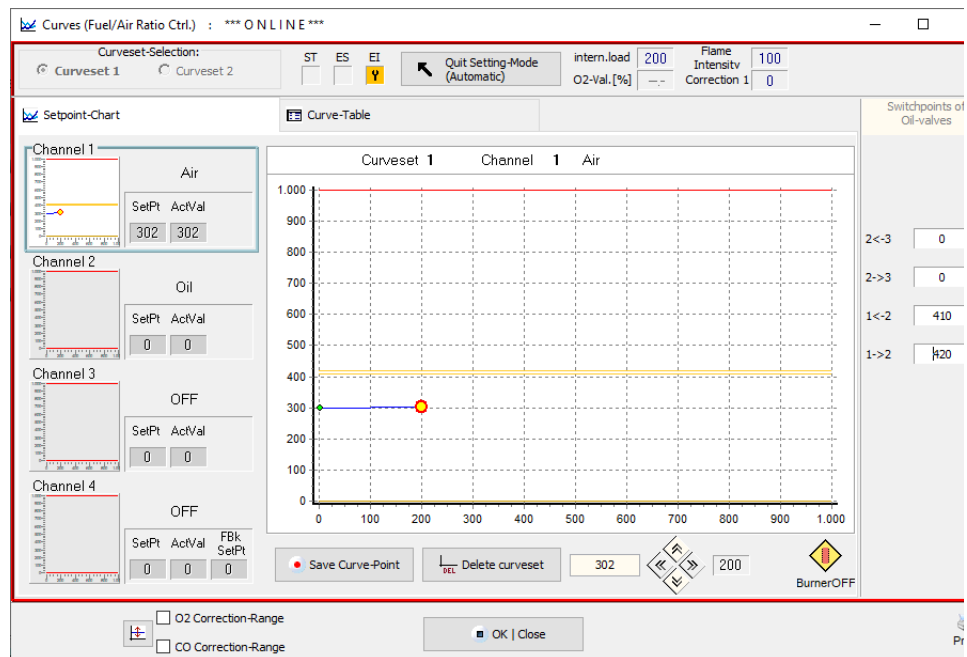 Curves (Fuel/Air Ratio Ctrl.) : *** O N L I N E ***
Curveset-Selection:
Curveset 1 Curveset 2
ST ES EI
Y
Quit Setting-Mode
(Automatic)
intern.load 200
O2-Val.[%] --.-
Flame
Intensity 100
Correction 1 0
Setpoint-Chart
Curve-Table
Switchpoints of
Oil-valves
Channel 1
Air
SetPt ActVal
302 302
Channel 2
Oil
SetPt ActVal
0 0
Channel 3
OFF
SetPt ActVal
0 0
Channel 4
OFF
SetPt ActVal FBk
SetPt
0 0 0
Curveset 1 Channel 1 Air
1.000
900
800
700
600
500
400
300
200
100
0
0 100 200 300 400 500 600 700 800 900 1.000
2<-3 0
2->3 0
1<-2 410
1->2 420
Save Curve-Point
DEL Delete curveset
302
200
BurnerOFF
O2 Correction-Range
CO Correction-Range
OK | Close
Pr